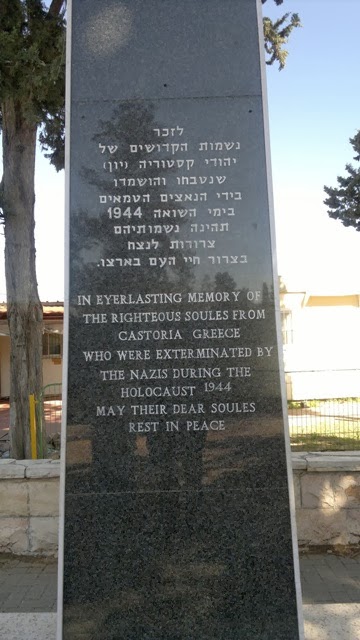 לזכר
נשמות הקדושים של
יהודי קסטוריה (יון)
שנטבחו והושמדו
בידי הנאצים הטמאים
בימי השואה 1944
תהינה נשמותיהם
צרורות לנצח
בצרור חיי העם בארצו.
IN EYERLASTING MEMORY OF
THE RIGHTEOUS SOULES FROM
CASTORIA GREECE
WHO WERE EXTERMINATED BY
THE NAZIS DURING THE
HOLOCAUST 1944
MAY THEIR DEAR SOULES
REST IN PEACE